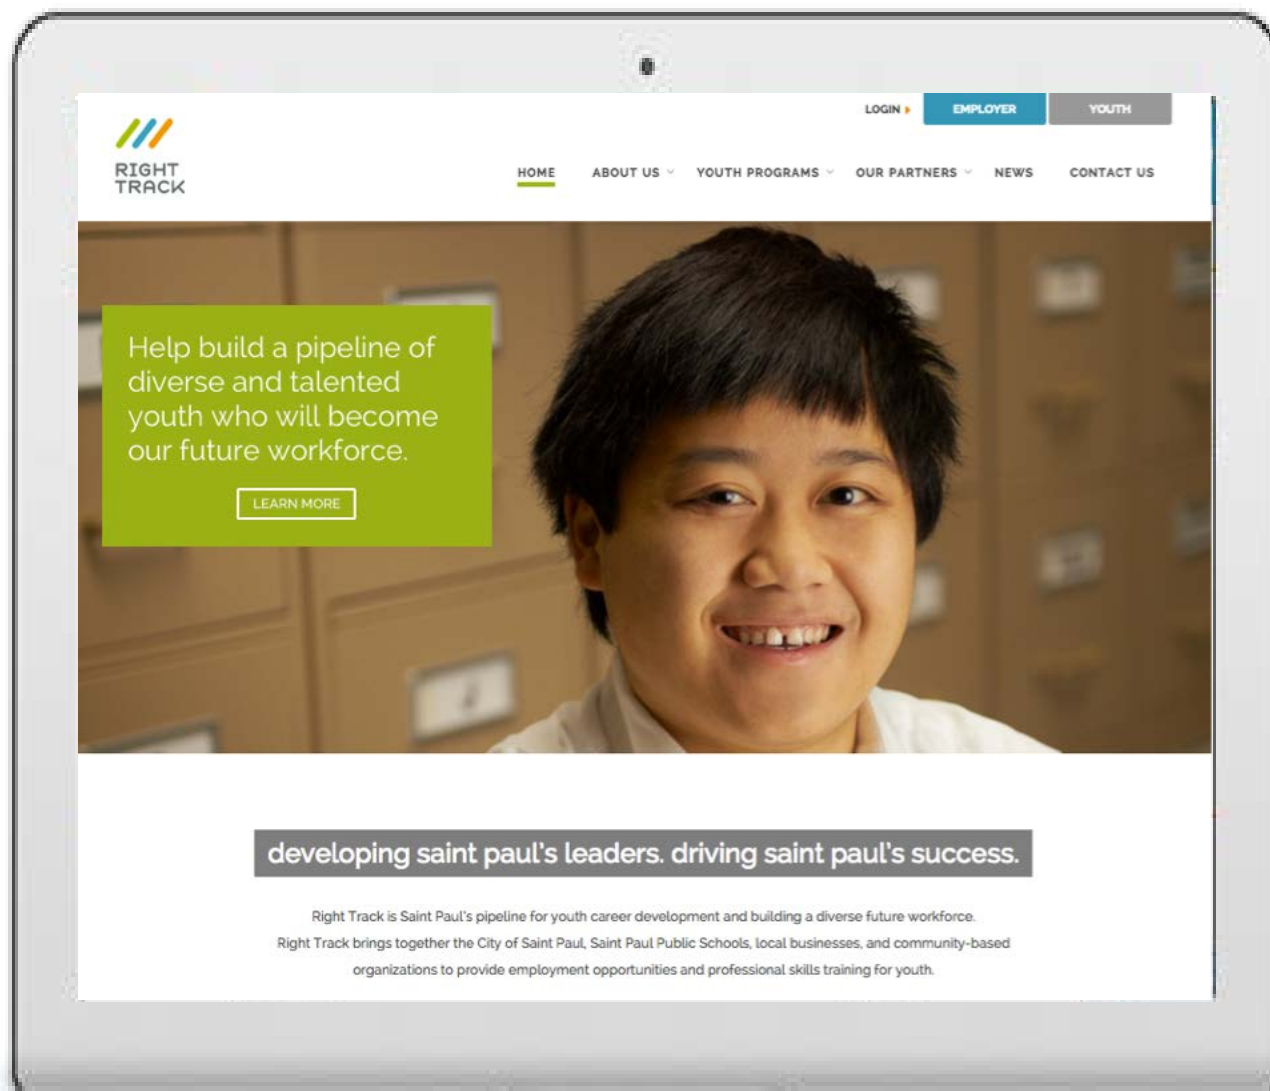 LOGIN EMPLOYER YOUTH
RIGHT
TRACK
HOME ABOUT US YOUTH PROGRAMS OUR PARTNERS NEWS CONTACT US
Help build a pipeline of
diverse and talented
youth who will become
our future workforce.
LEARN MORE
developing saint paul's leaders. driving saint paul's success.
Right Track is Saint Paul's pipeline for youth career development and building a diverse future workforce.
Right Track brings together the City of Saint Paul, Saint Paul Public Schools, local businesses, and community-based
organizations to provide employment opportunities and professional skills training for youth.